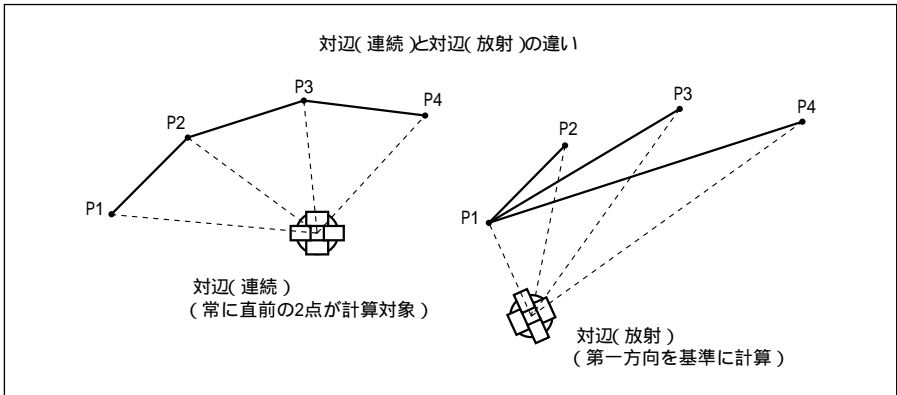 対辺(連続)と対辺(放射)の違い
P3
P2
P4
P1
対辺(連続)
(常に直前の2点が計算対象)
P3
P4
P2
P1
対辺(放射)
(第一方向を基準に計算)